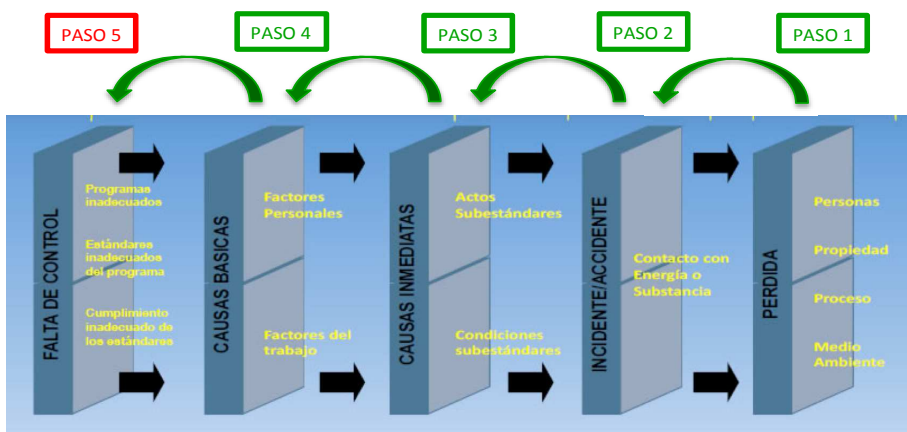 PASO 5
PASO 4
PASO 3
PASO 2
PASO 1
FALTA DE CONTROL
Programas
inadecuados
Estándares
inadecuados
del programa
Cumplimiento
inadecuado de
los estándares
CAUSAS BASICAS
Factores
Personales
Factores del
trabajo
CAUSAS INMEDIATAS
Actos
Subestándares
Condiciones
subestándares
INCIDENTE/ACCIDENTE
Contacto con
Energía o
Substancia
PERDIDA
Personas
Propiedad
Proceso
Medio
Ambiente